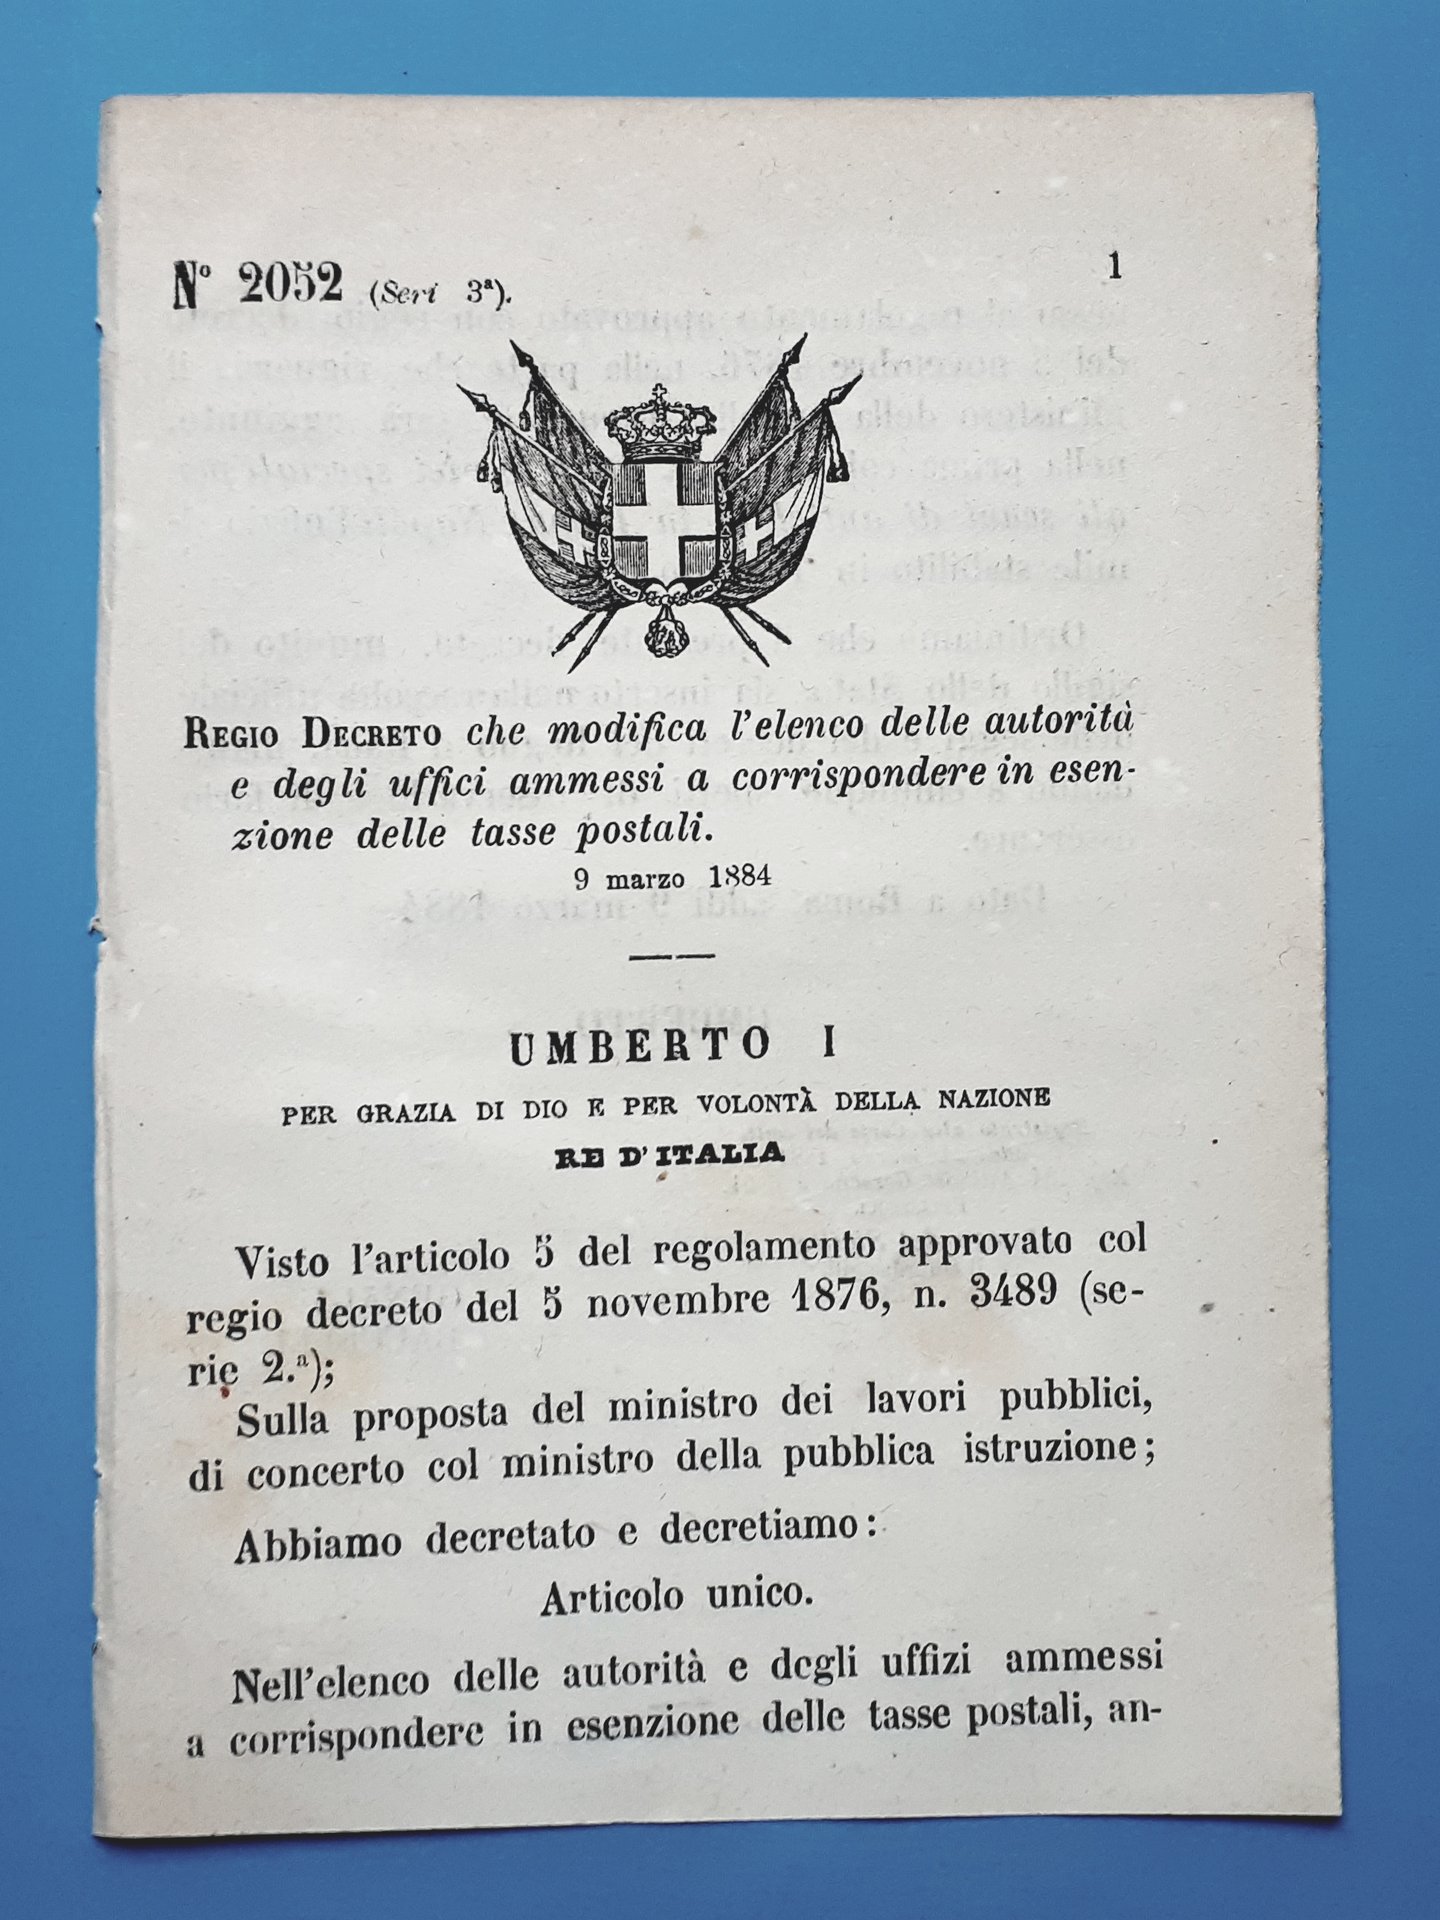 N° 2052 (Seri 3ª). 1
REGIO DECRETO che modifica l'elenco delle autorità
e degli uffici ammessi a corrispondere in esen-
zione delle tasse postali.
9 marzo 1884
UMBERTO I
PER GRAZIA DI DIO E PER VOLONTÀ DELLA NAZIONE
RE D'ITALIA
Visto l'articolo 5 del regolamento approvato col
regio decreto del 5 novembre 1876, n. 3489 (se-
rie 2.ª);
Sulla proposta del ministro dei lavori pubblici,
di concerto col ministro della pubblica istruzione;
Abbiamo decretato e decretiamo:
Articolo unico.
Nell'elenco delle autorità e degli uffizi ammessi
a corrispondere in esenzione delle tasse postali, an-